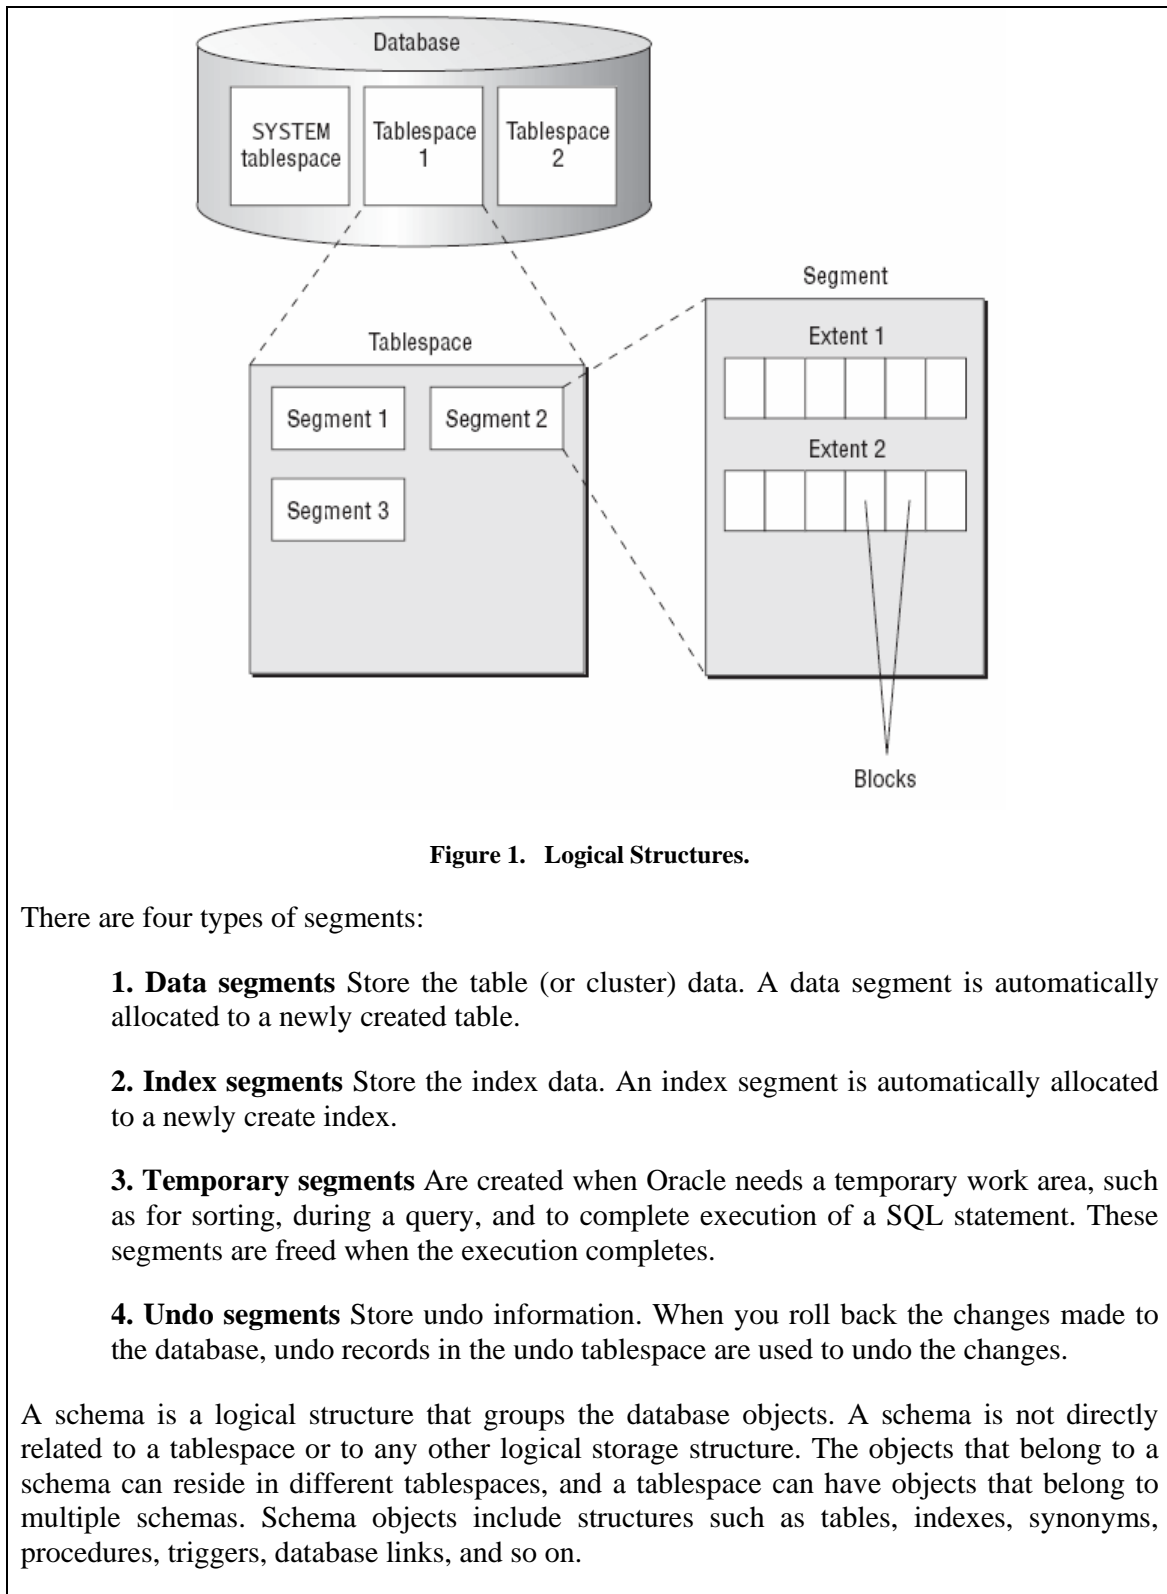 Database
SYSTEM
tablespace
Tablespace
1
Tablespace
2
Segment
Extent 1
Tablespace
Segment 1
Segment 2
Extent 2
Segment 3
Blocks
Figure 1. Logical Structures.
There are four types of segments:
1. Data segments Store the table (or cluster) data. A data segment is automatically
allocated to a newly created table.
2. Index segments Store the index data. An index segment is automatically allocated
to a newly create index.
3. Temporary segments Are created when Oracle needs a temporary work area, such
as for sorting, during a query, and to complete execution of a SQL statement. These
segments are freed when the execution completes.
4. Undo segments Store undo information. When you roll back the changes made to
the database, undo records in the undo tablespace are used to undo the changes.
A schema is a logical structure that groups the database objects. A schema is not directly
related to a tablespace or to any other logical storage structure. The objects that belong to a
schema can reside in different tablespaces, and a tablespace can have objects that belong to
multiple schemas. Schema objects include structures such as tables, indexes, synonyms,
procedures, triggers, database links, and so on.